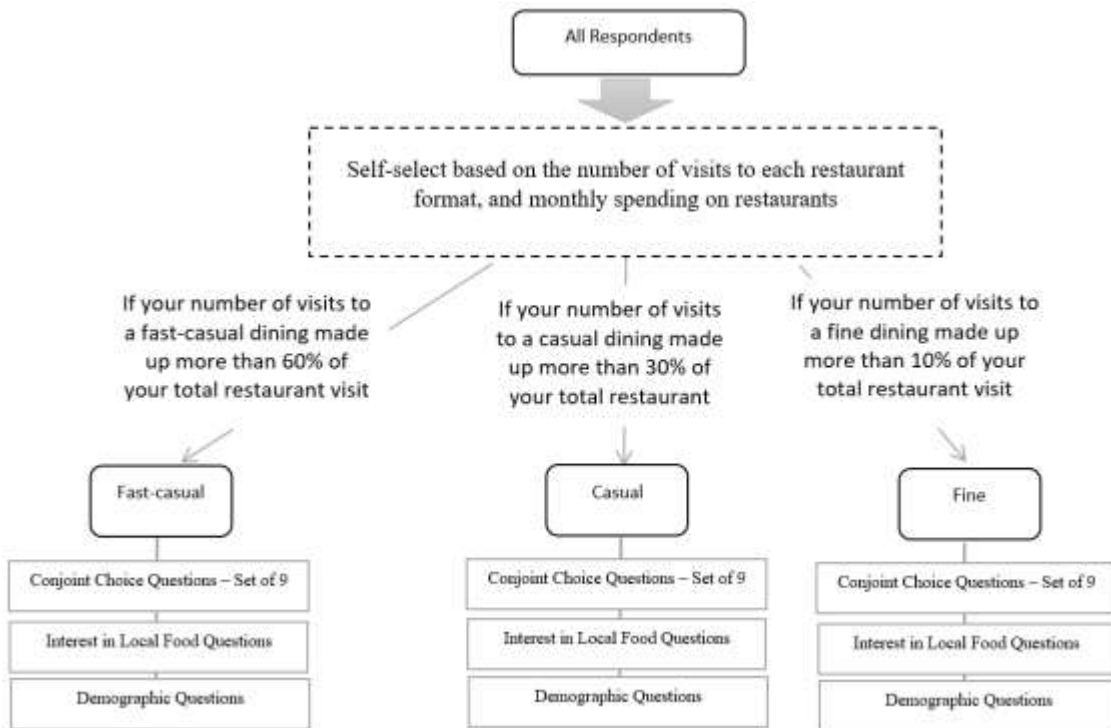 All Respondents
Self-select based on the number of visits to each restaurant
format, and monthly spending on restaurants
If your number of visits to
a fast-casual dining made
up more than 60% of
your total restaurant visit
If your number of visits
to a casual dining made
up more than 30% of
your total restaurant
If your number of visits to
a fine dining made up
more than 10% of your
total restaurant visit
Fast-casual
Casual
Fine
Conjoint Choice Questions – Set of 9
Interest in Local Food Questions
Demographic Questions
Conjoint Choice Questions – Set of 9
Interest in Local Food Questions
Demographic Questions
Conjoint Choice Questions – Set of 9
Interest in Local Food Questions
Demographic Questions